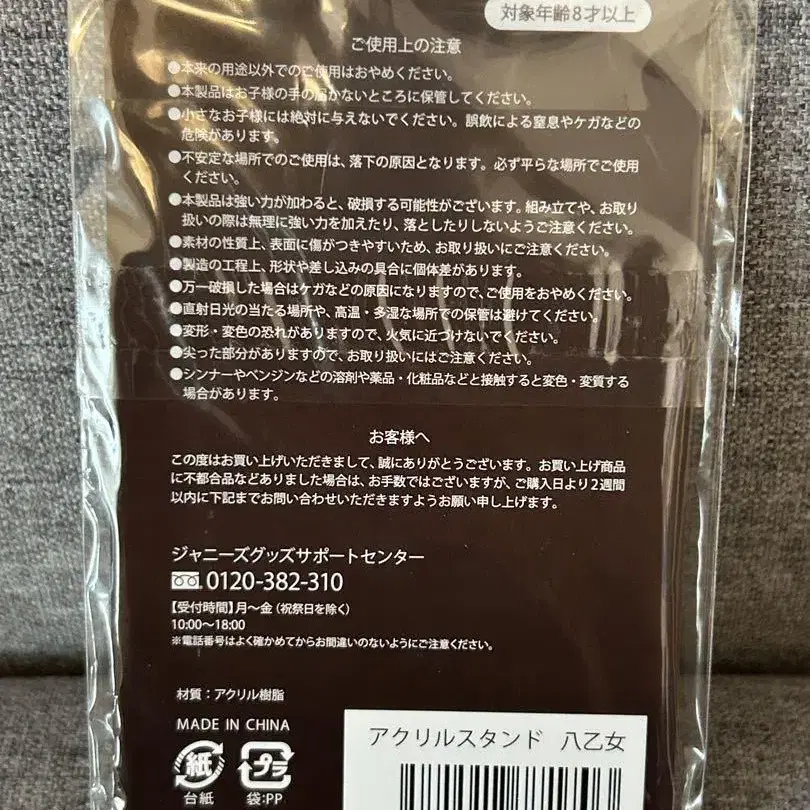 対象年齢8才以上
ご使用上の注意
●本来の用途以外でのご使用はおやめください。
●本製品はお子様の手の届かないところに保管してください。
●小さなお子様には絶対に与えないでください。誤飲による窒息やケガなどの
危険があります。
●不安定な場所でのご使用は、落下の原因となります。必ず平らな場所でご使用
ください。
●本製品は強い力が加わると、破損する可能性がございます。組み立てや、お取り
扱いの際は無理に強い力を加えたり、落としたりしないようご注意ください。
●素材の性質上、表面に傷がつきやすいため、お取り扱いにご注意ください。
●製造の工程上、形状や差し込みの具合に個体差があります。
●万一破損した場合はケガなどの原因になりますので、ご使用をおやめください。
●直射日光の当たる場所や、高温・多湿な場所での保管は避けてください。
●変形・変色の恐れがありますので、火気に近づけないでください。
●尖った部分がありますので、お取り扱いにはご注意ください。
●シンナーやベンジンなどの溶剤や薬品・化粧品などと接触すると変色・変質する
場合があります。
お客様へ
この度はお買い上げいただきまして、誠にありがとうございます。お買い上げ商品
に不都合品などありました場合は、お手数ではございますが、ご購入日より2週間
以内に下記までお問い合わせいただきますようお願い申し上げます。
ジャニーズグッズサポートセンター
0120-382-310
【受付時間】月〜金（祝祭日を除く）
10:00〜18:00
※電話番号はよく確かめてからお間違いのないようにご注意ください。
材質：アクリル樹脂
MADE IN CHINA
紙 プラ
台紙 袋:PP
アクリルスタンド 八乙女